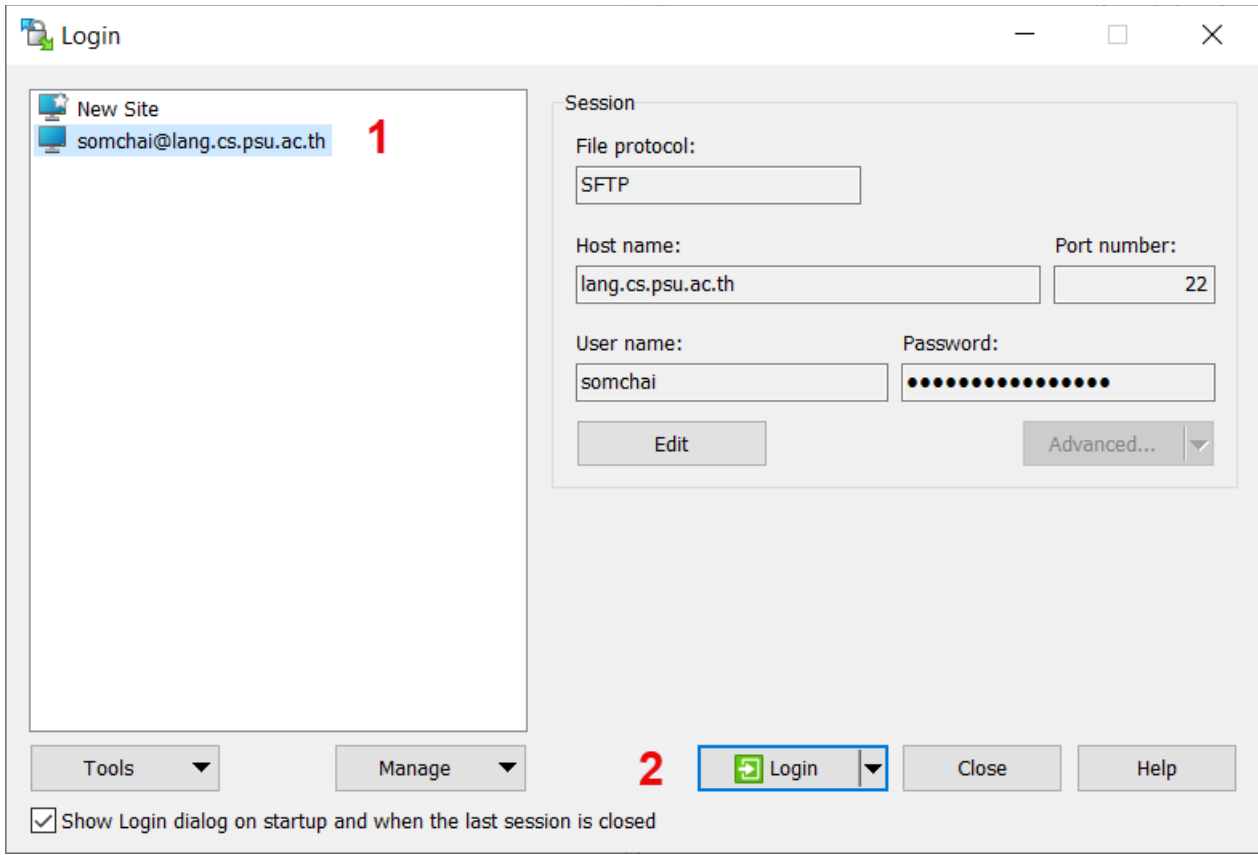 Login
New Site
somchai@lang.cs.psu.ac.th
1
Session
File protocol:
SFTP
Host name:
Port number:
lang.cs.psu.ac.th
22
User name:
Password:
somchai
●●●●●●●●●●●●●●●●
Edit
Advanced...
Tools
Manage
2
Login
Close
Help
Show Login dialog on startup and when the last session is closed